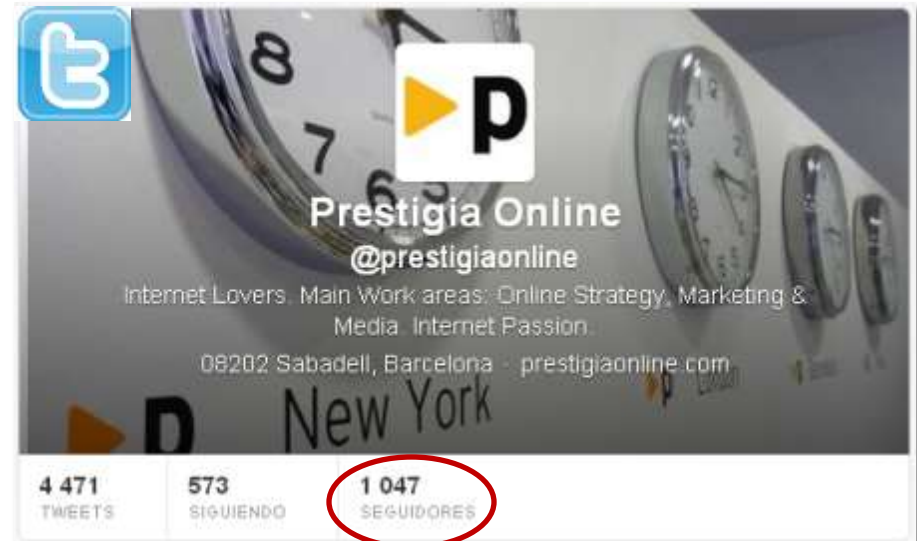 Prestigia Online
@prestigiaonline
Internet Lovers. Main Work areas: Online Strategy, Marketing &
Media. Internet Passion.
08202 Sabadell, Barcelona · prestigiaonline.com
p New York
p London
4 471 573 1 047
TWEETS SIGUIENDO SEGUIDORES